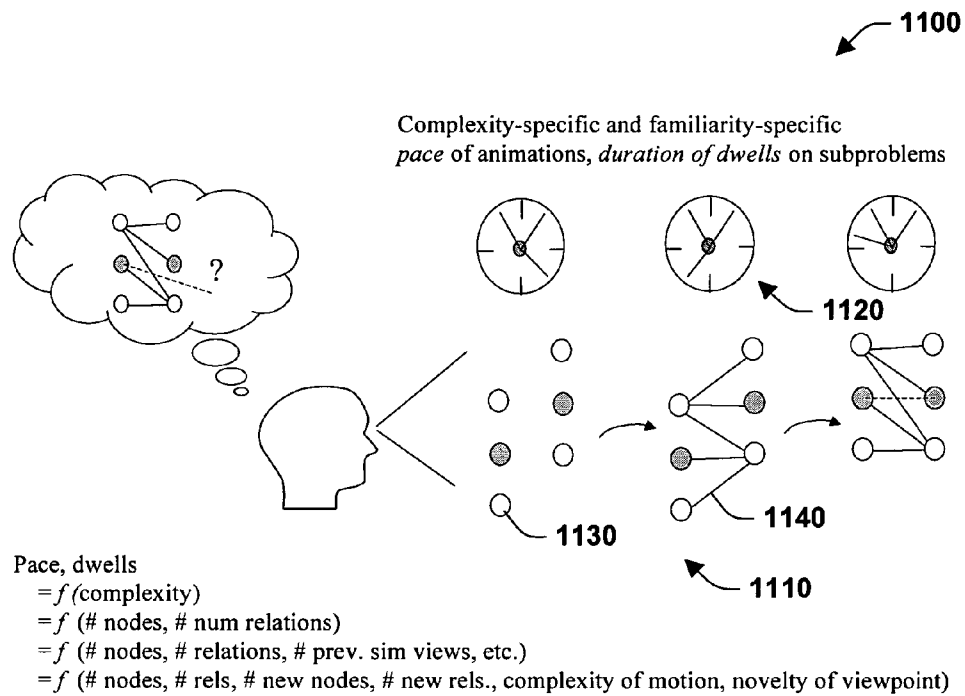 1100
Complexity-specific and familiarity-specific
pace of animations, duration of dwells on subproblems
?
1120
1130
1140
1110
Pace, dwells
= f (complexity)
= f (# nodes, # num relations)
= f (# nodes, # relations, # prev. sim views, etc.)
= f (# nodes, # rels, # new nodes, # new rels., complexity of motion, novelty of viewpoint)